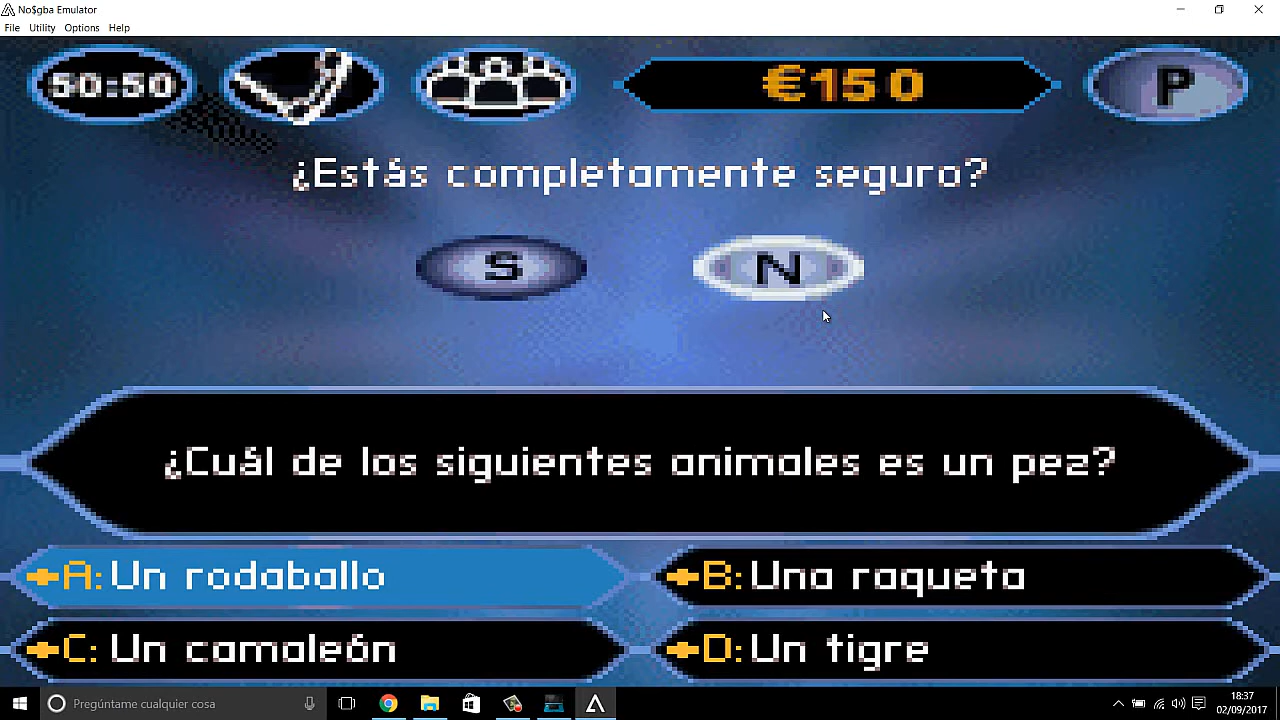 No$gba Emulator
File Utility Options Help
50:50 €150 P
¿Estás completamente seguro?
S N
¿Cuál de los siguientes animales es un pez?
A: Un rodaballo
B: Una raqueta
C: Un camaleón
D: Un tigre
Pregúntame cualquier cosa
18:37
02/09/2017